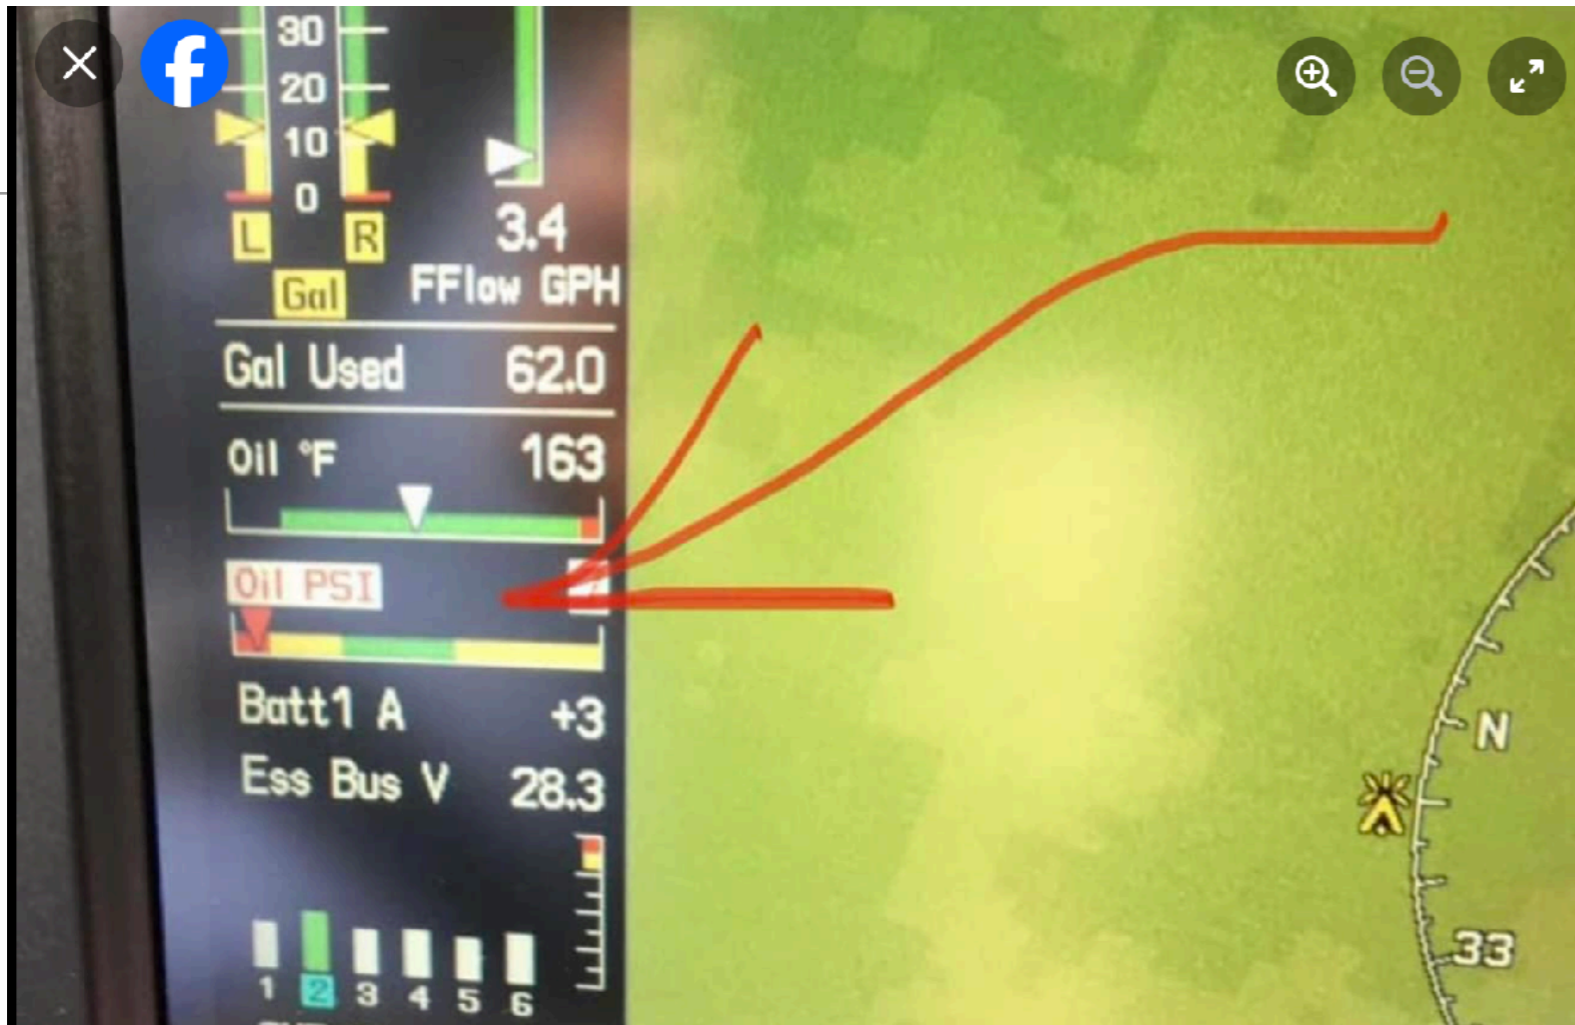 30
20
10
0
L R
3.4
Gal
FFlow GPH
Gal Used 62.0
Oil °F 163
Oil PSI
Batt1 A +3
Ess Bus V 28.3
N
33
1 2 3 4 5 6